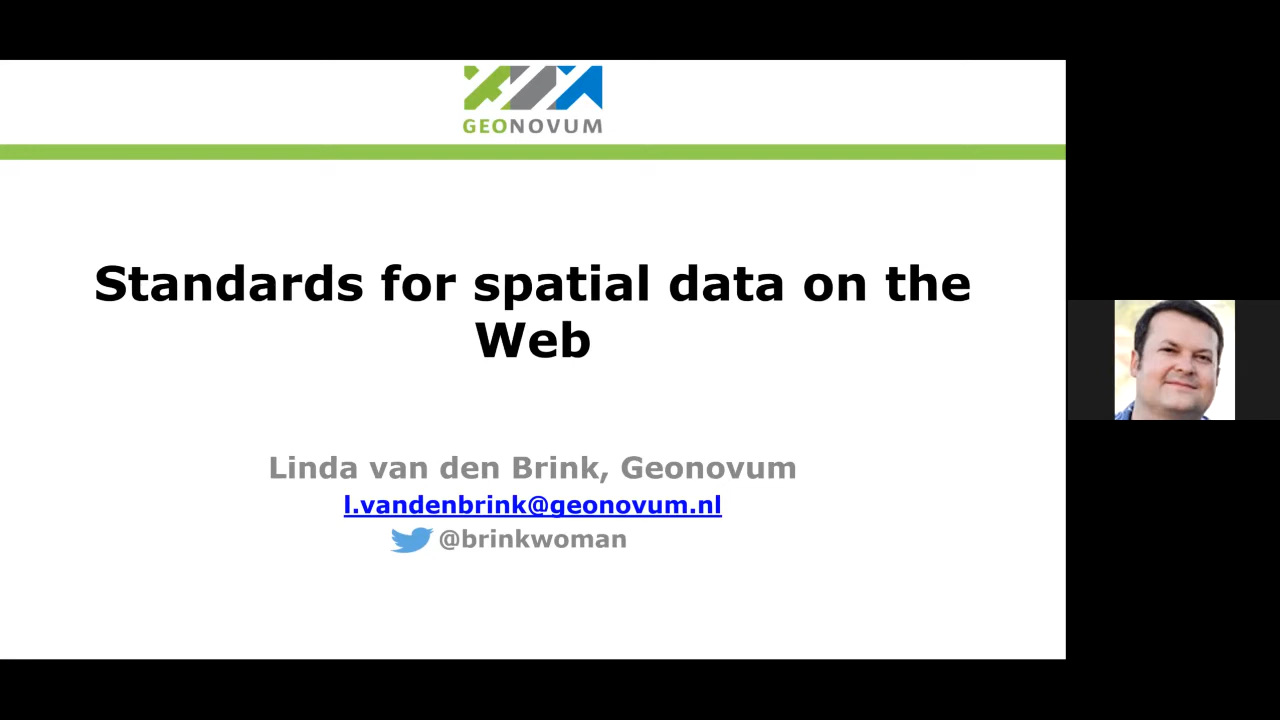 GEONOVUM
Standards for spatial data on the
Web
Linda van den Brink, Geonovum
l.vandenbrink@geonovum.nl
@brinkwoman